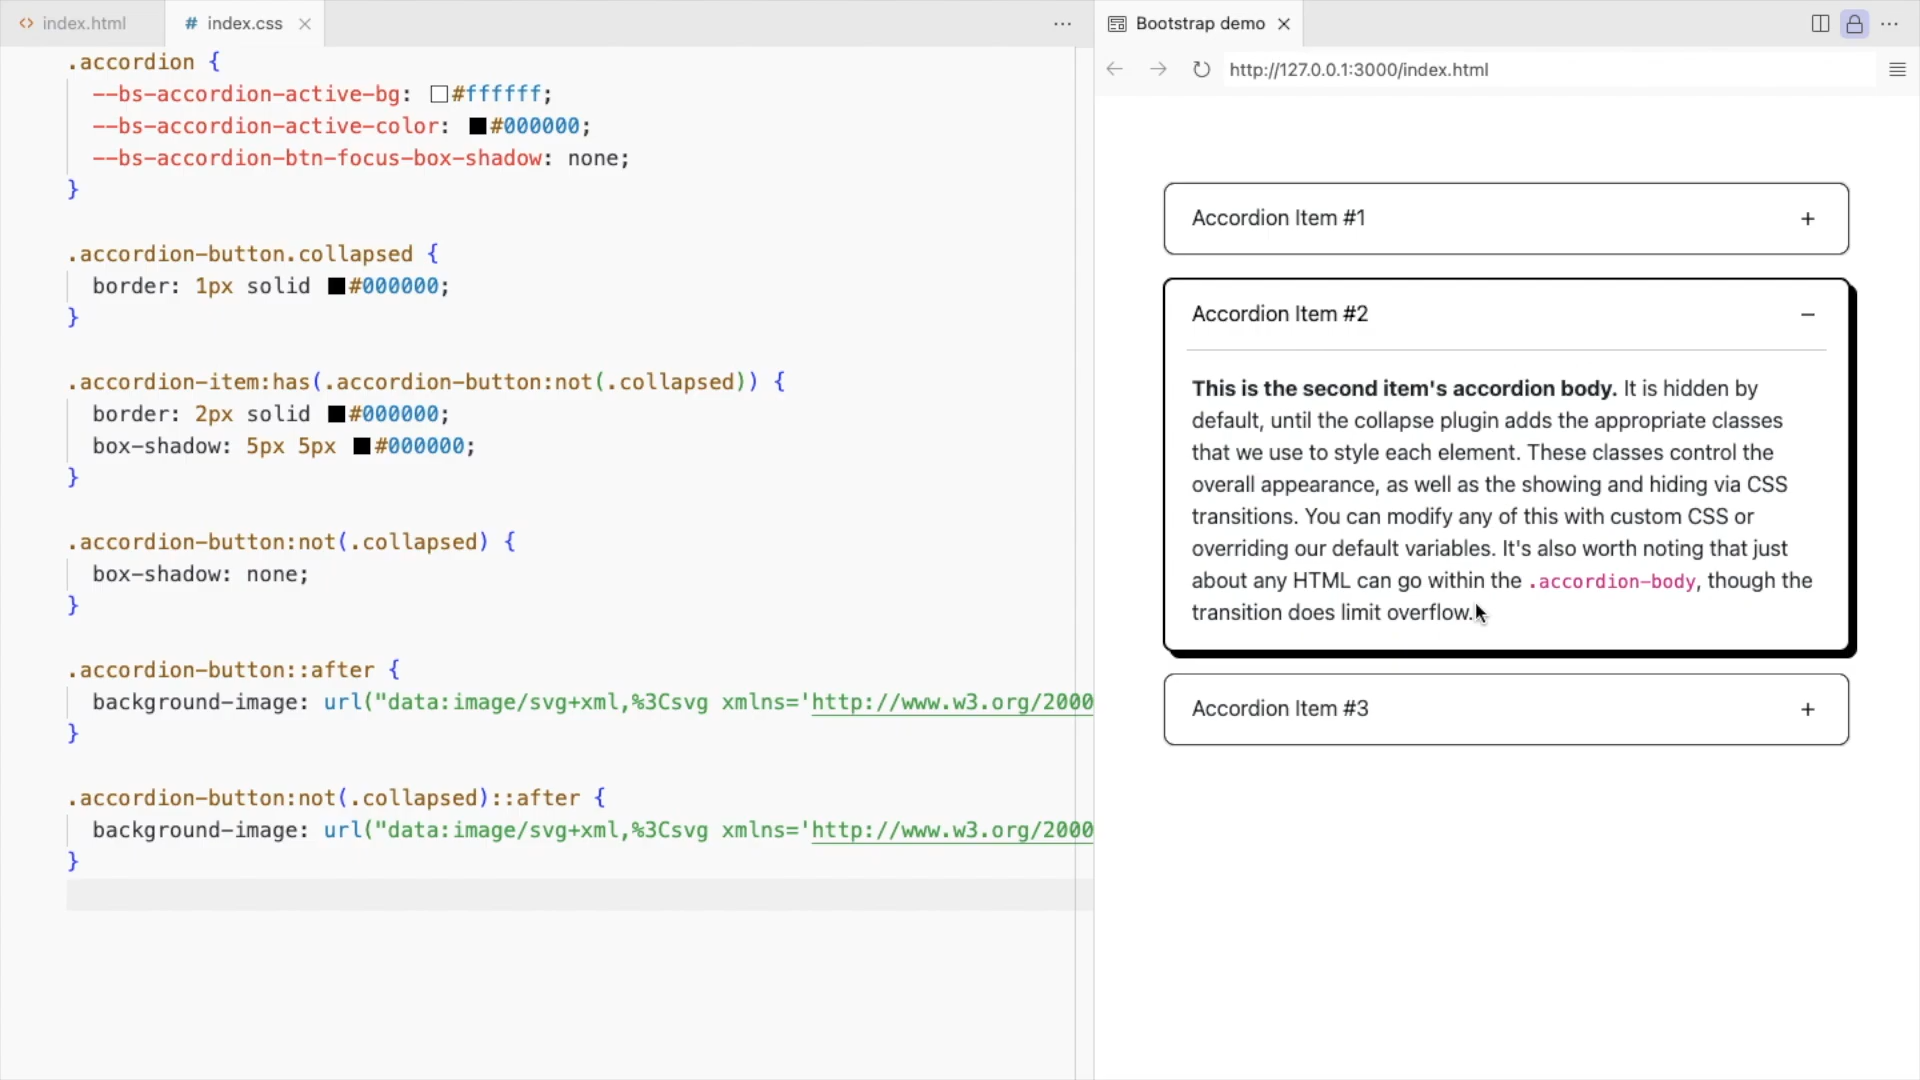 index.html
# index.css
.accordion {
--bs-accordion-active-bg: #ffffff;
--bs-accordion-active-color: #000000;
--bs-accordion-btn-focus-box-shadow: none;
}
.accordion-button.collapsed {
border: 1px solid #000000;
}
.accordion-item:has(.accordion-button:not(.collapsed)) {
border: 2px solid #000000;
box-shadow: 5px 5px #000000;
}
.accordion-button:not(.collapsed) {
box-shadow: none;
}
.accordion-button::after {
background-image: url("data:image/svg+xml,%3Csvg xmlns='http://www.w3.org/2000
}
.accordion-button:not(.collapsed)::after {
background-image: url("data:image/svg+xml,%3Csvg xmlns='http://www.w3.org/2000
}
Bootstrap demo
http://127.0.0.1:3000/index.html
Accordion Item #1
Accordion Item #2
This is the second item's accordion body. It is hidden by
default, until the collapse plugin adds the appropriate classes
that we use to style each element. These classes control the
overall appearance, as well as the showing and hiding via CSS
transitions. You can modify any of this with custom CSS or
overriding our default variables. It's also worth noting that just
about any HTML can go within the .accordion-body, though the
transition does limit overflow.
Accordion Item #3